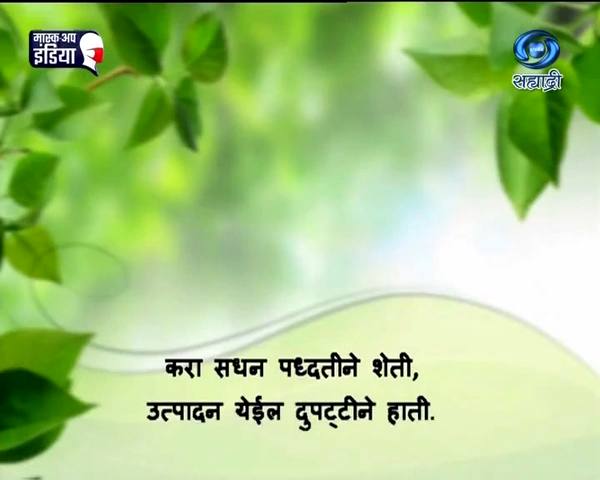 मास्क अप
इंडिया
सह्याद्री
करा सधन पध्दतीने शेती,
उत्पादन येईल दुपट्टीने हाती.